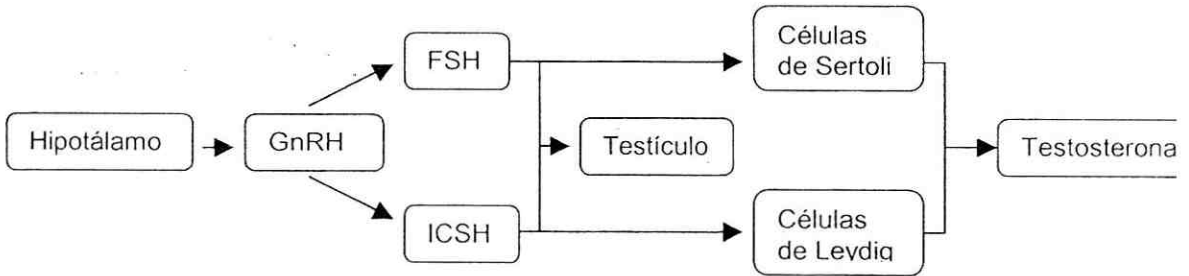 Hipotálamo
GnRH
FSH
ICSH
Testículo
Células
de Sertoli
Células
de Leydig
Testosterona